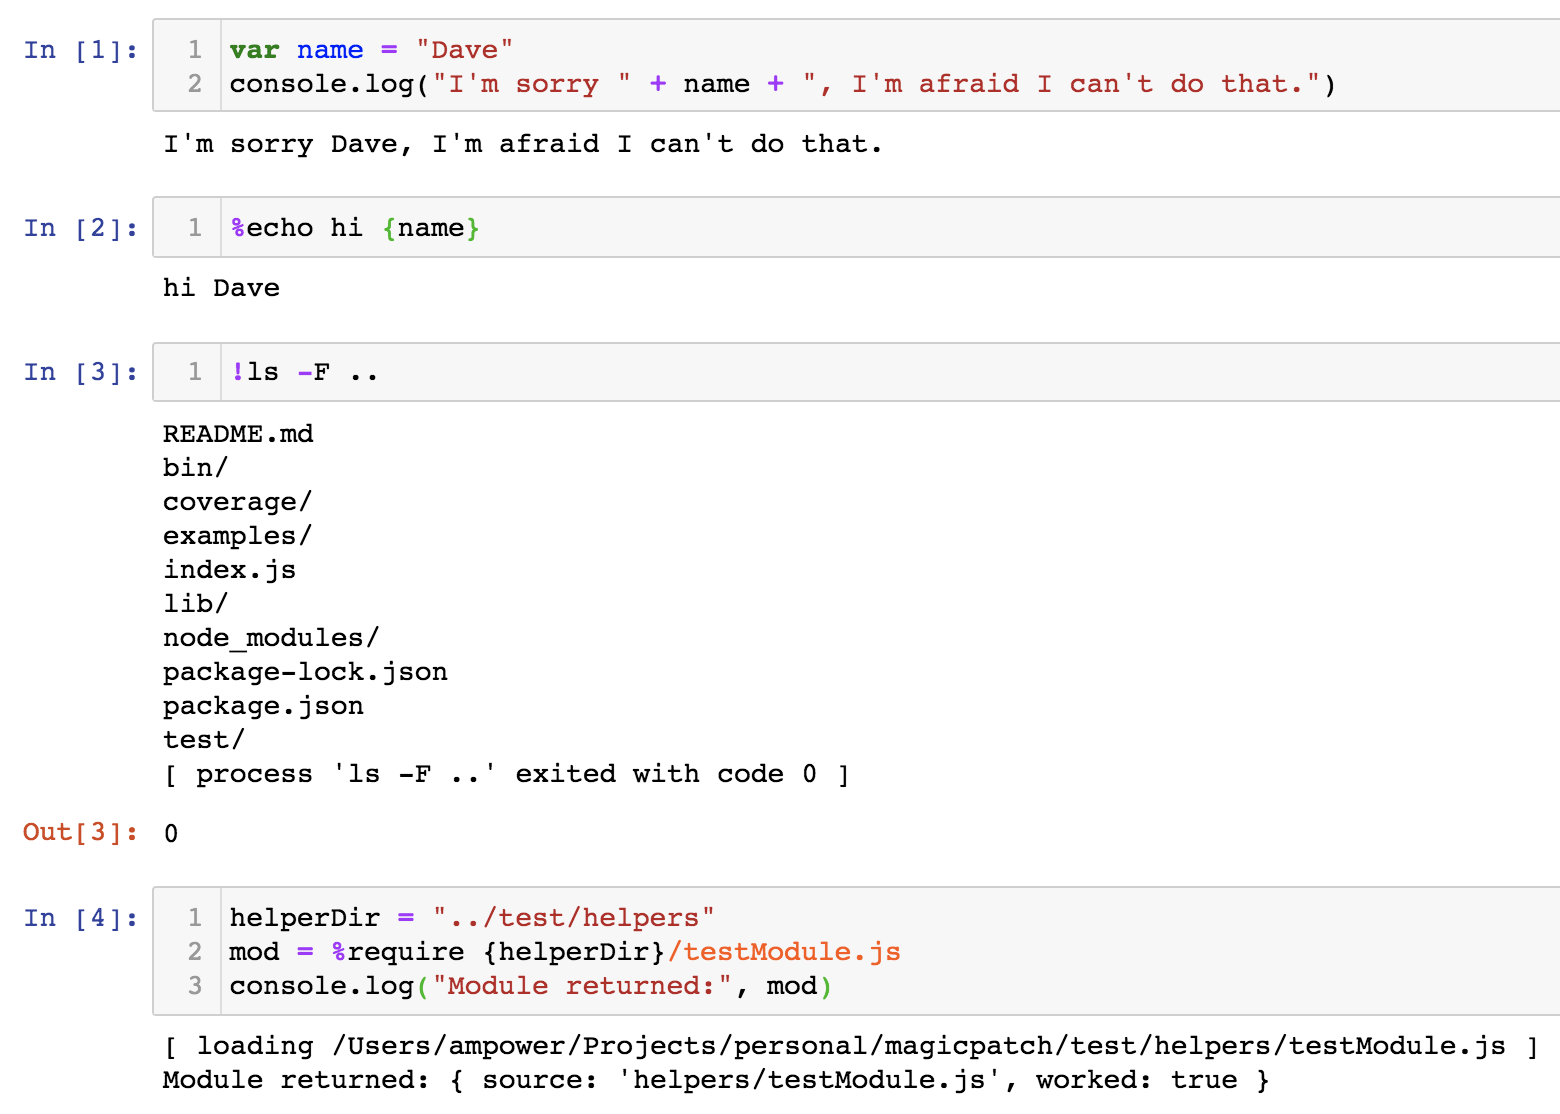 In [1]:
1 var name = "Dave"
2 console.log("I'm sorry " + name + ", I'm afraid I can't do that.")
I'm sorry Dave, I'm afraid I can't do that.
In [2]:
1 %echo hi {name}
hi Dave
In [3]:
1 !ls -F ..
README.md
bin/
coverage/
examples/
index.js
lib/
node_modules/
package-lock.json
package.json
test/
[ process 'ls -F ..' exited with code 0 ]
Out[3]: 0
In [4]:
1 helperDir = "../test/helpers"
2 mod = %require {helperDir}/testModule.js
3 console.log("Module returned:", mod)
[ loading /Users/ampower/Projects/personal/magicpatch/test/helpers/testModule.js ]
Module returned: { source: 'helpers/testModule.js', worked: true }